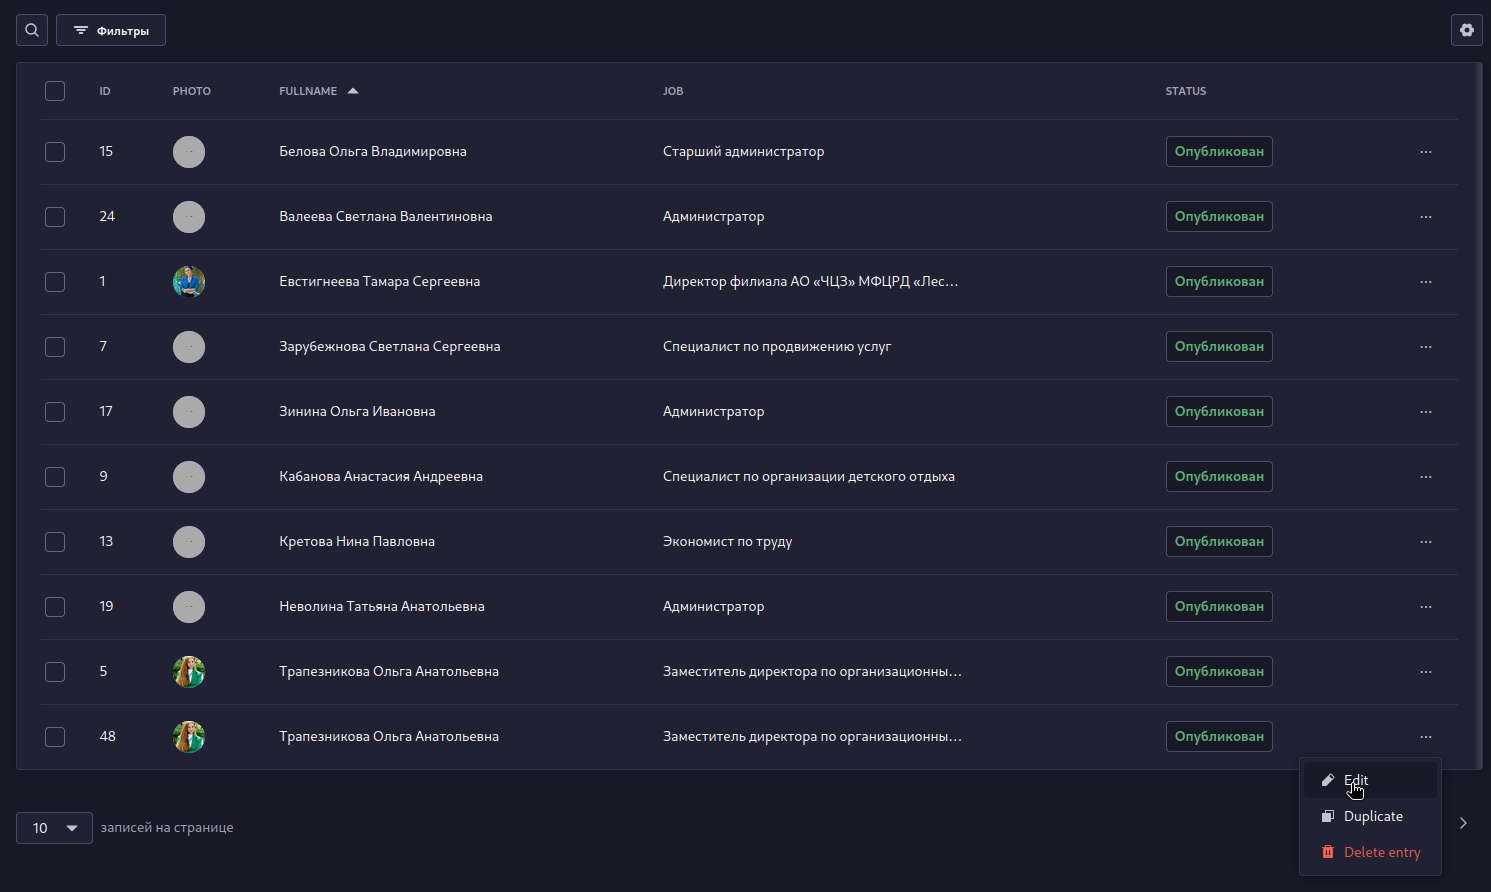 Фильтры
ID PHOTO FULLNAME JOB STATUS
15 Белова Ольга Владимировна Старший администратор Опубликован ...
24 Валеева Светлана Валентиновна Администратор Опубликован ...
1 Евстигнеева Тамара Сергеевна Директор филиала АО «ЧЦЗ» МФЦРД «Лес... Опубликован ...
7 Зарубежнова Светлана Сергеевна Специалист по продвижению услуг Опубликован ...
17 Зинина Ольга Ивановна Администратор Опубликован ...
9 Кабанова Анастасия Андреевна Специалист по организации детского отдыха Опубликован ...
13 Кретова Нина Павловна Экономист по труду Опубликован ...
19 Неволина Татьяна Анатольевна Администратор Опубликован ...
5 Трапезникова Ольга Анатольевна Заместитель директора по организационны... Опубликован ...
48 Трапезникова Ольга Анатольевна Заместитель директора по организационны... Опубликован ...
Edit
Duplicate
Delete entry
10 записей на странице